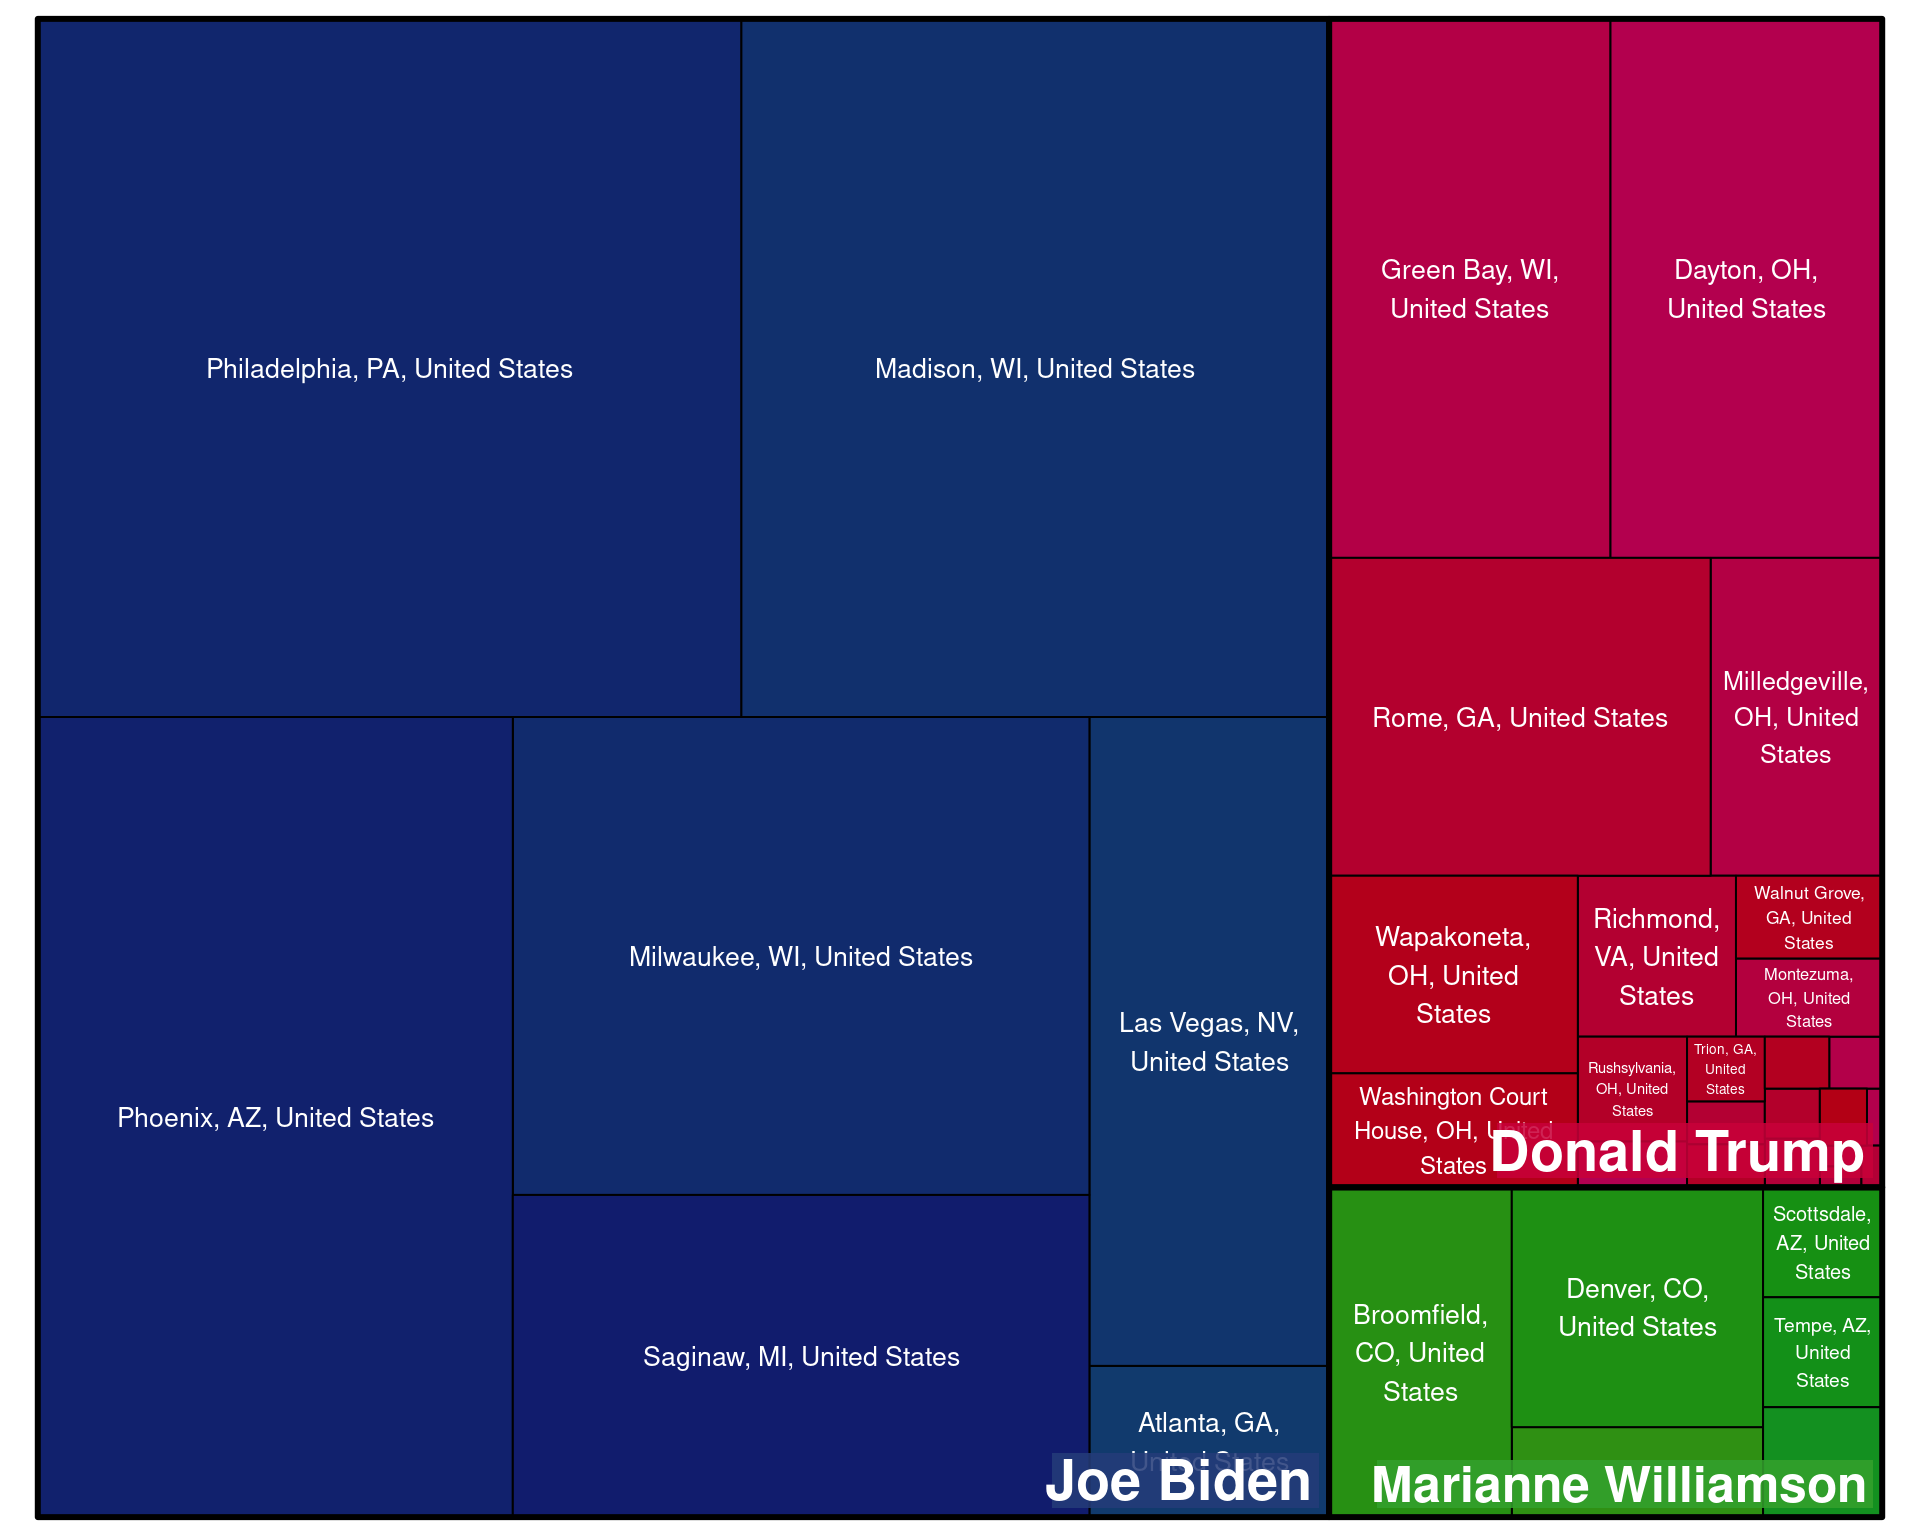 Philadelphia, PA, United States
Madison, WI, United States
Phoenix, AZ, United States
Milwaukee, WI, United States
Saginaw, MI, United States
Las Vegas, NV,
United States
Atlanta, GA,
United States
Joe Biden
Green Bay, WI,
United States
Dayton, OH,
United States
Rome, GA, United States
Milledgeville,
OH, United
States
Wapakoneta,
OH, United
States
Washington Court
House, OH, United
States
Richmond,
VA, United
States
Walnut Grove,
GA, United
States
Montezuma,
OH, United
States
Rushsylvania,
OH, United
States
Trion, GA,
United
States
Donald Trump
Broomfield,
CO, United
States
Denver, CO,
United States
Scottsdale,
AZ, United
States
Tempe, AZ,
United
States
Marianne Williamson